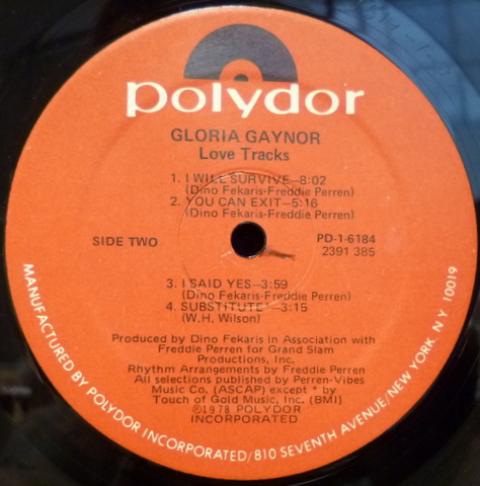 polydor
GLORIA GAYNOR
Love Tracks
1. I WILL SURVIVE—8:02
(Dino Fekaris-Freddie Perren)
2. YOU CAN EXIT—5:16
(Dino Fekaris-Freddie Perren)
SIDE TWO
PD-1-6184
2391 385
3. I SAID YES—3:59
(Dino Fekaris-Freddie Perren)
4. SUBSTITUTE*—3:15
(W.H. Wilson)
Produced by Dino Fekaris in Association with
Freddie Perren for Grand Slam
Productions, Inc.
Rhythm Arrangements by Freddie Perren
All selections published by Perren-Vibes
Music Co. (ASCAP) except * by
Touch of Gold Music, Inc. (BMI)
℗1978 POLYDOR
INCORPORATED
MANUFACTURED BY POLYDOR INCORPORATED/810 SEVENTH AVENUE/NEW YORK, N.Y. 10019